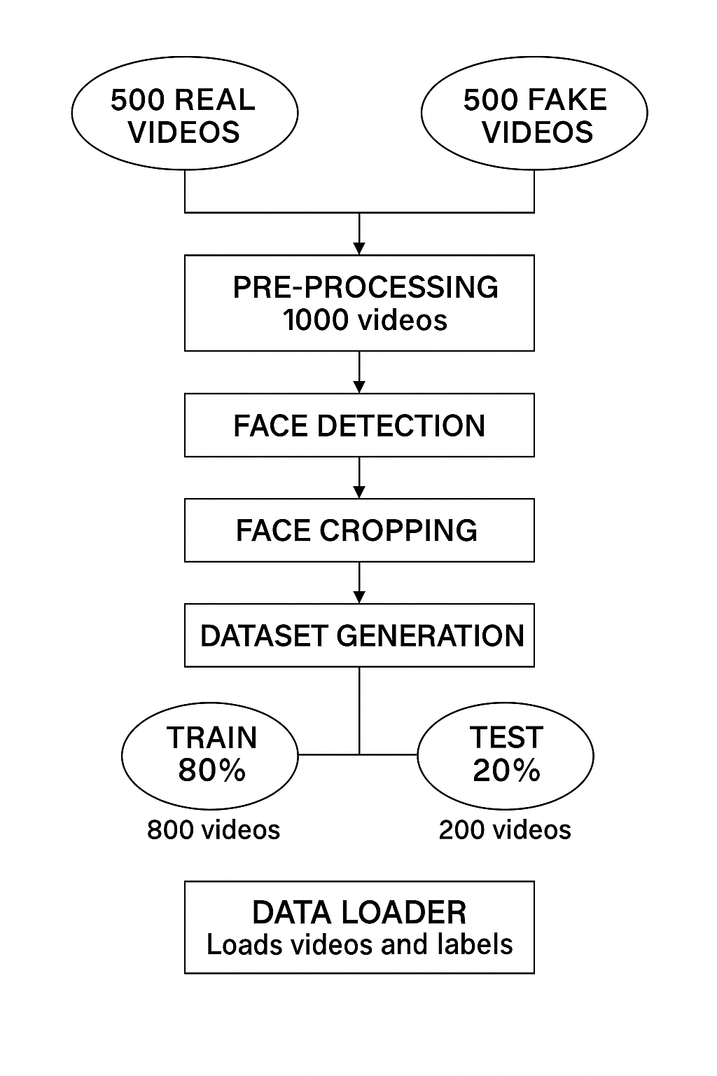 500 REAL
VIDEOS
500 FAKE
VIDEOS
PRE-PROCESSING
1000 videos
FACE DETECTION
FACE CROPPING
DATASET GENERATION
TRAIN
80%
TEST
20%
800 videos
200 videos
DATA LOADER
Loads videos and labels